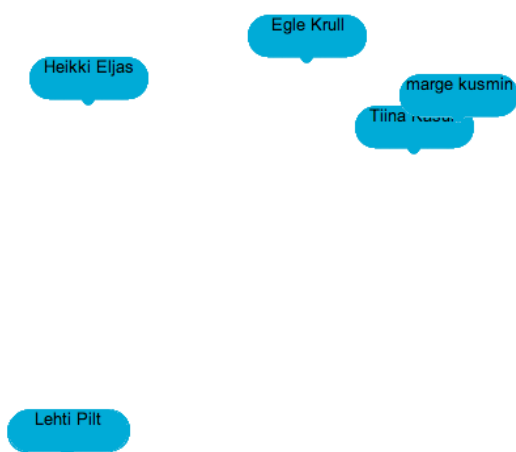 Egle Krull
Heikki Eljas
marge kusmin
Tiina
Lehti Pilt